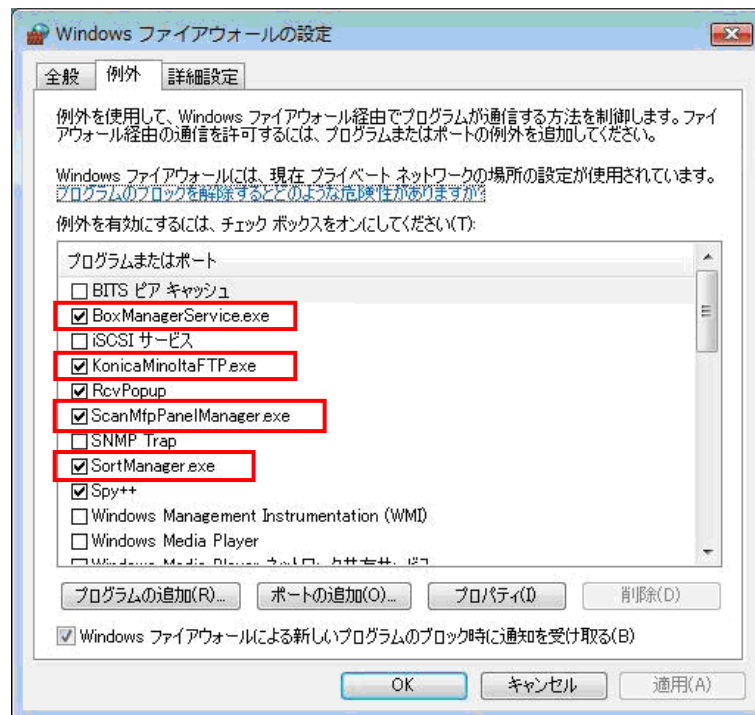 Windows ファイアウォールの設定
全般 例外 詳細設定
例外を使用して、Windows ファイアウォール経由でプログラムが通信する方法を制御します。ファイ
アウォール経由の通信を許可するには、プログラムまたはポートの例外を追加してください。
Windows ファイアウォールには、現在 プライベート ネットワークの場所の設定が使用されています。
プログラムのブロックを解除するとどのような危険性がありますか?
例外を有効にするには、チェック ボックスをオンにしてください(T):
プログラムまたはポート
BITS ピア キャッシュ
BoxManagerService.exe
iSCSI サービス
KonicaMinoltaFTP.exe
RcvPopup
ScanMfpPanelManager.exe
SNMP Trap
SortManager.exe
Spy++
Windows Management Instrumentation (WMI)
Windows Media Player
Windows Media Player ネットワーク共有サービス
プログラムの追加(R)... ポートの追加(O)... プロパティ(I) 削除(D)
Windows ファイアウォールによる新しいプログラムのブロック時に通知を受け取る(B)
OK キャンセル 適用(A)